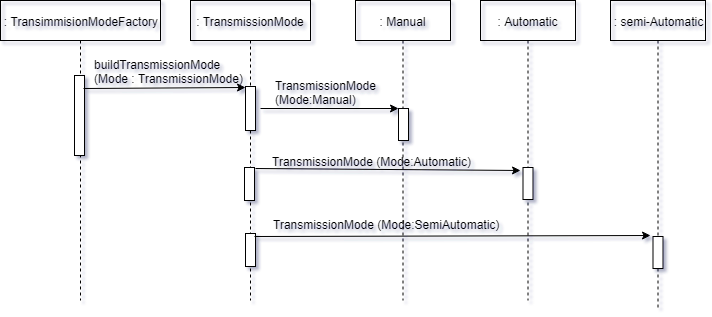 : TransimmisionModeFactory
: TransmissionMode
: Manual
: Automatic
: semi-Automatic
buildTransmissionMode
(Mode : TransmissionMode)
TransmissionMode
(Mode:Manual)
TransmissionMode (Mode:Automatic)
TransmissionMode (Mode:SemiAutomatic)